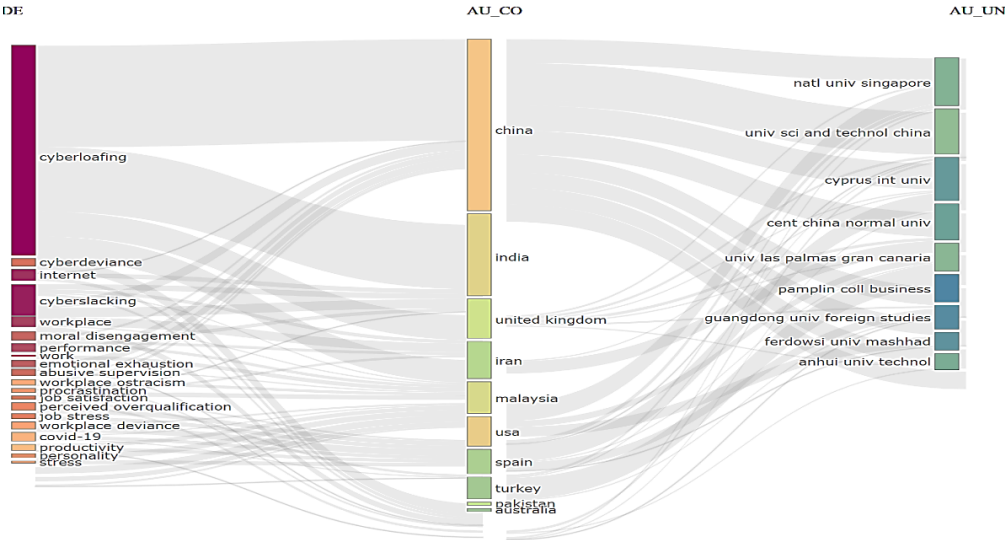 DE
AU_CO
AU_UN
cyberloafing
cyberdeviance
internet
cyberslacking
workplace
moral disengagement
performance
work
emotional exhaustion
abusive supervision
workplace ostracism
procrastination
job satisfaction
perceived overqualification
job stress
workplace deviance
covid-19
productivity
personality
stress
china
india
united kingdom
iran
malaysia
usa
spain
turkey
pakistan
australia
natl univ singapore
univ sci and technol china
cyprus int univ
cent china normal univ
univ las palmas gran canaria
pamplin coll business
guangdong univ foreign studies
ferdowsi univ mashhad
anhui univ technol